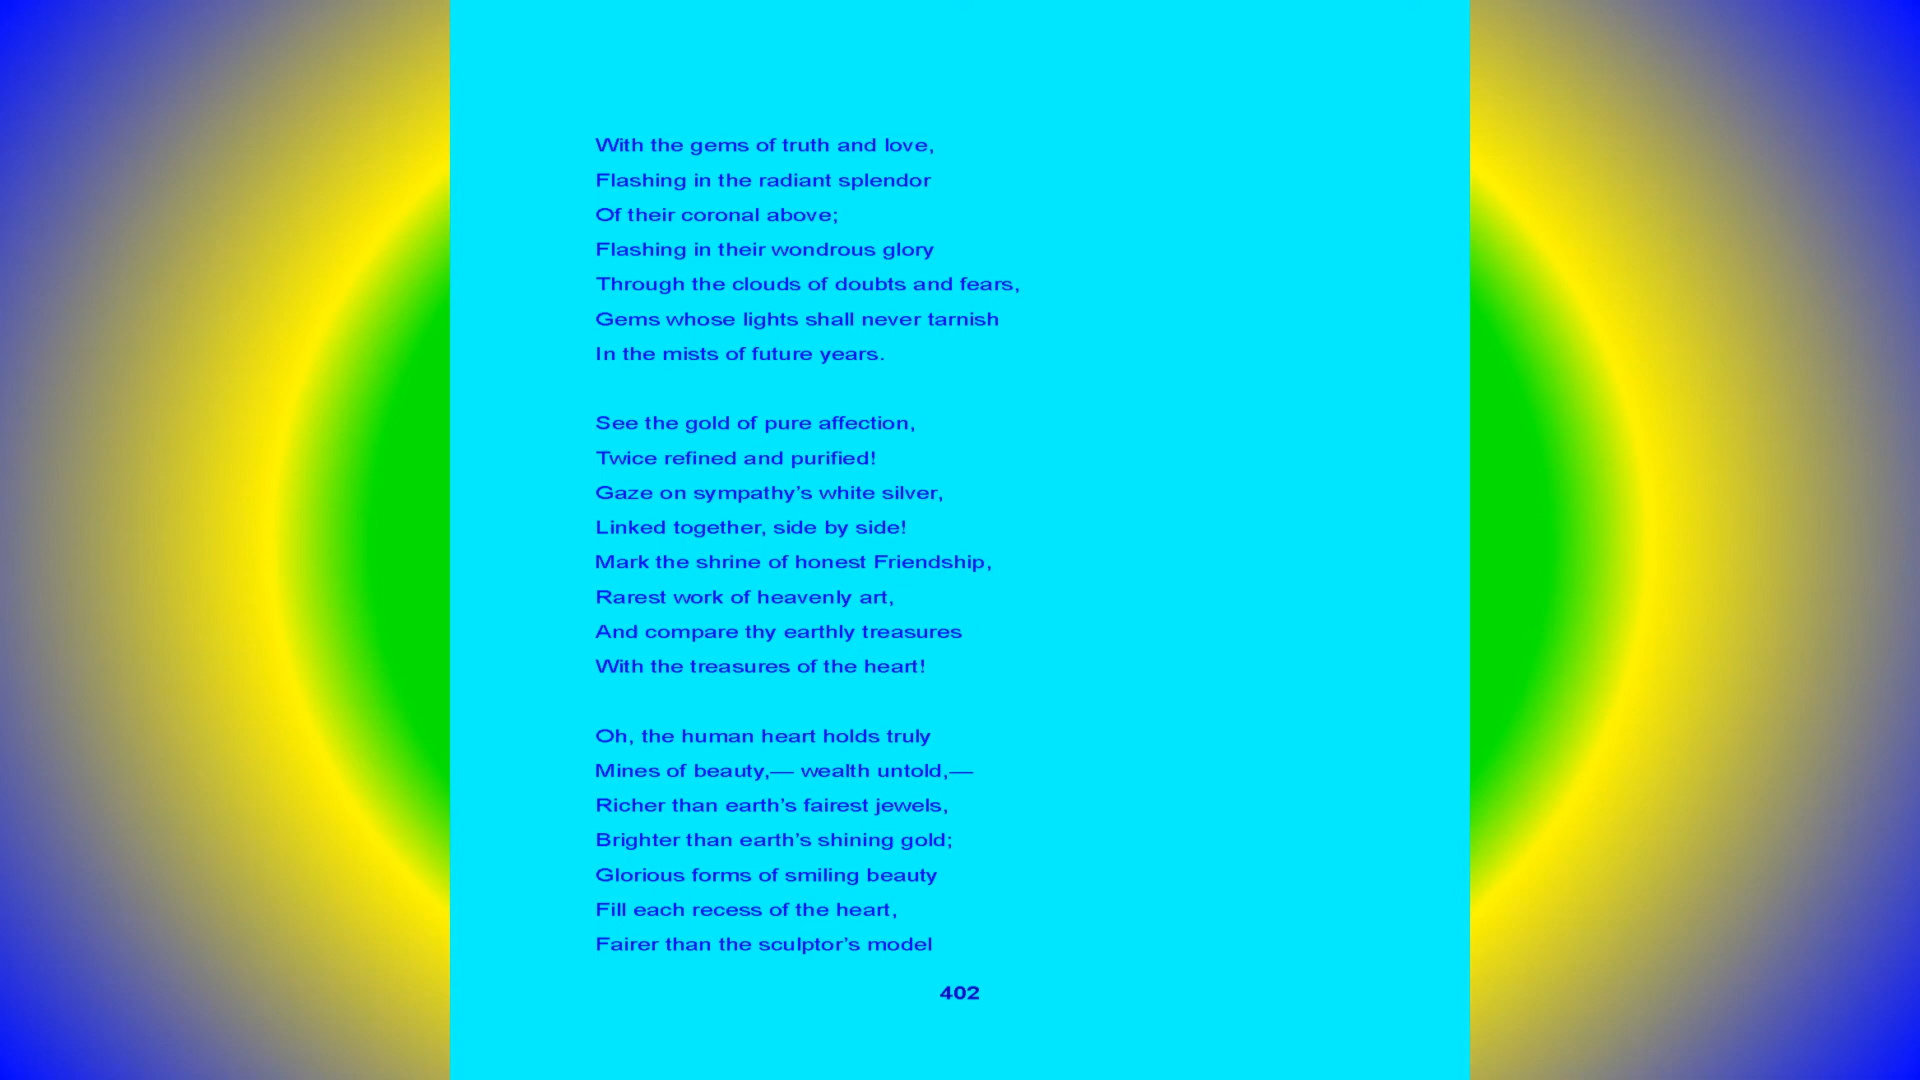 With the gems of truth and love,
Flashing in the radiant splendor
Of their coronal above;
Flashing in their wondrous glory
Through the clouds of doubts and fears,
Gems whose lights shall never tarnish
In the mists of future years.
See the gold of pure affection,
Twice refined and purified!
Gaze on sympathy’s white silver,
Linked together, side by side!
Mark the shrine of honest Friendship,
Rarest work of heavenly art,
And compare thy earthly treasures
With the treasures of the heart!
Oh, the human heart holds truly
Mines of beauty,— wealth untold,—
Richer than earth’s fairest jewels,
Brighter than earth’s shining gold;
Glorious forms of smiling beauty
Fill each recess of the heart,
Fairer than the sculptor’s model
402